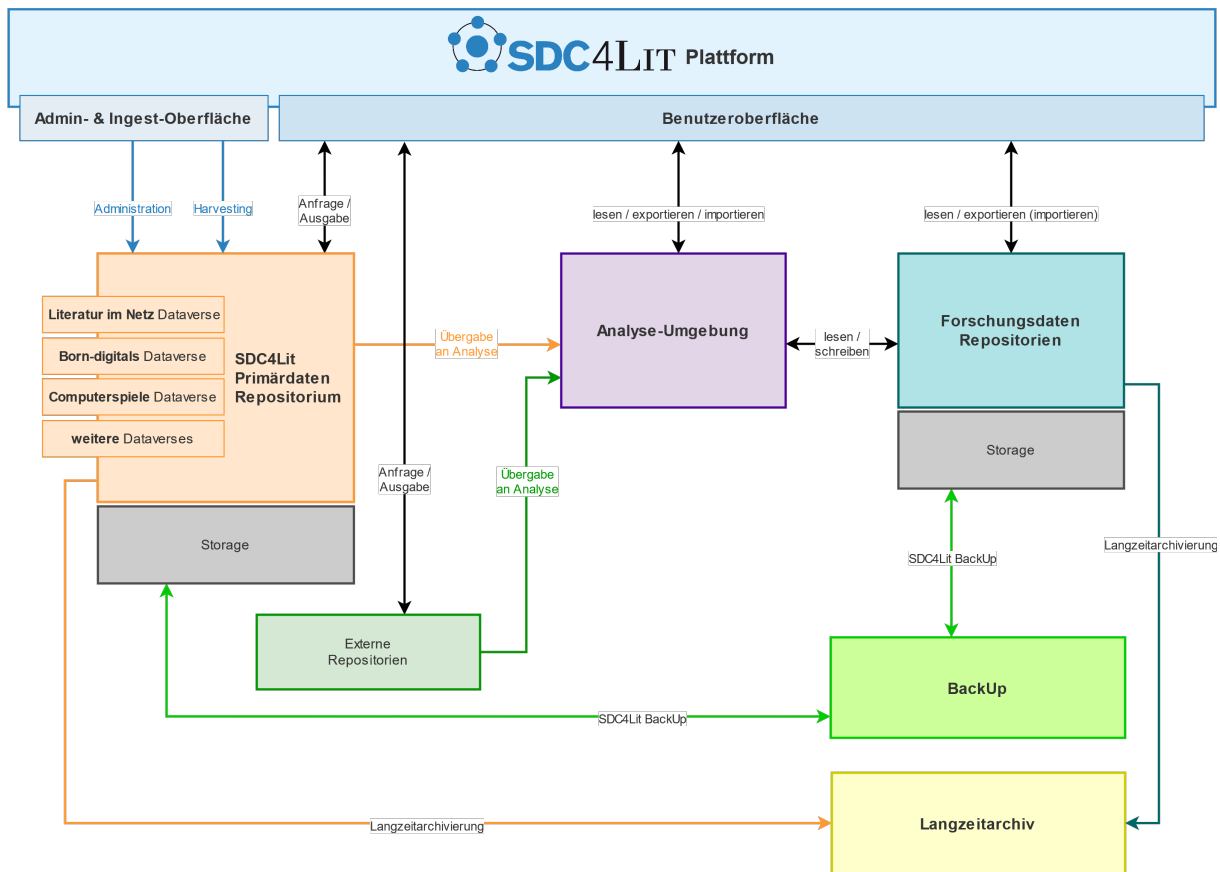 SDC4LIT Plattform
Admin- & Ingest-Oberfläche
Benutzeroberfläche
Administration
Harvesting
Anfrage /
Ausgabe
lesen / exportieren / importieren
lesen / exportieren (importieren)
Literatur im Netz Dataverse
Born-digitals Dataverse
Computerspiele Dataverse
weitere Dataverses
SDC4Lit
Primärdaten
Repositorium
Übergabe
an Analyse
Analyse-Umgebung
lesen /
schreiben
Forschungsdaten
Repositorien
Storage
Anfrage /
Ausgabe
Übergabe
an Analyse
Storage
SDC4Lit BackUp
Langzeitarchivierung
Externe
Repositorien
BackUp
SDC4Lit BackUp
Langzeitarchivierung
Langzeitarchiv